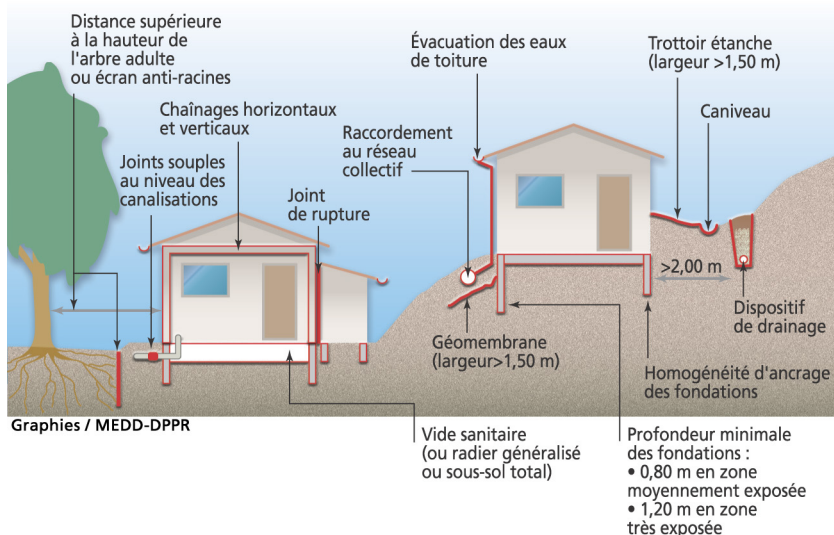 Distance supérieure
à la hauteur de
l'arbre adulte
ou écran anti-racines
Chaînages horizontaux
et verticaux
Joints souples
au niveau des
canalisations
Joint
de rupture
Raccordement
au réseau
collectif
Évacuation des eaux
de toiture
Trottoir étanche
(largeur >1,50 m)
Caniveau
>2,00 m
Dispositif
de drainage
Géomembrane
(largeur>1,50 m)
Homogénéité d'ancrage
des fondations
Graphies / MEDD-DPPR
Vide sanitaire
(ou radier généralisé
ou sous-sol total)
Profondeur minimale
des fondations :
• 0,80 m en zone
moyennement exposée
• 1,20 m en zone
très exposée